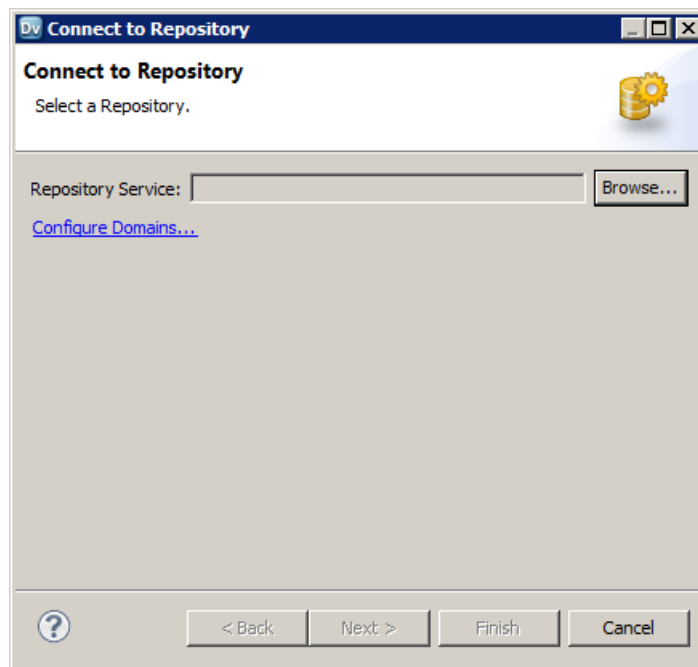 Dv Connect to Repository
Connect to Repository
Select a Repository.
Repository Service: Browse...
Configure Domains...
? < Back Next > Finish Cancel